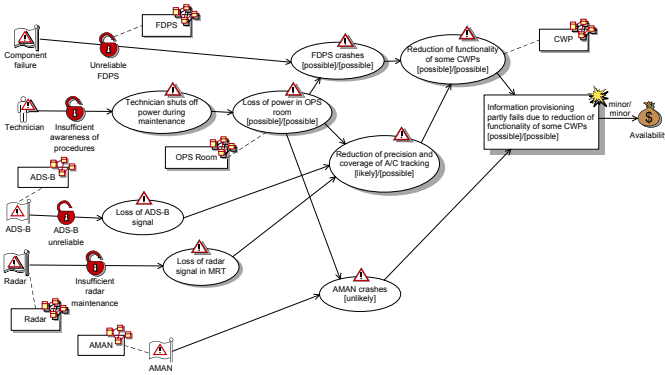 FDPS
Component
failure
Unreliable
FDPS
FDPS crashes
[possible]/[possible]
Reduction of functionality
of some CWPs
[possible]/[possible]
CWP
Technician
Insufficient
awareness of
procedures
Technician shuts off
power during
maintenance
Loss of power in OPS
room
[possible]/[possible]
OPS Room
Information provisioning
partly fails due to reduction of
functionality of some CWPs
[possible]/[possible]
minor/
minor
$
Availability
Reduction of precision and
coverage of A/C tracking
[likely]/[possible]
ADS-B
ADS-B
ADS-B
unreliable
Loss of ADS-B
signal
Radar
Insufficient
radar
maintenance
Loss of radar
signal in MRT
Radar
AMAN crashes
[unlikely]
AMAN
AMAN